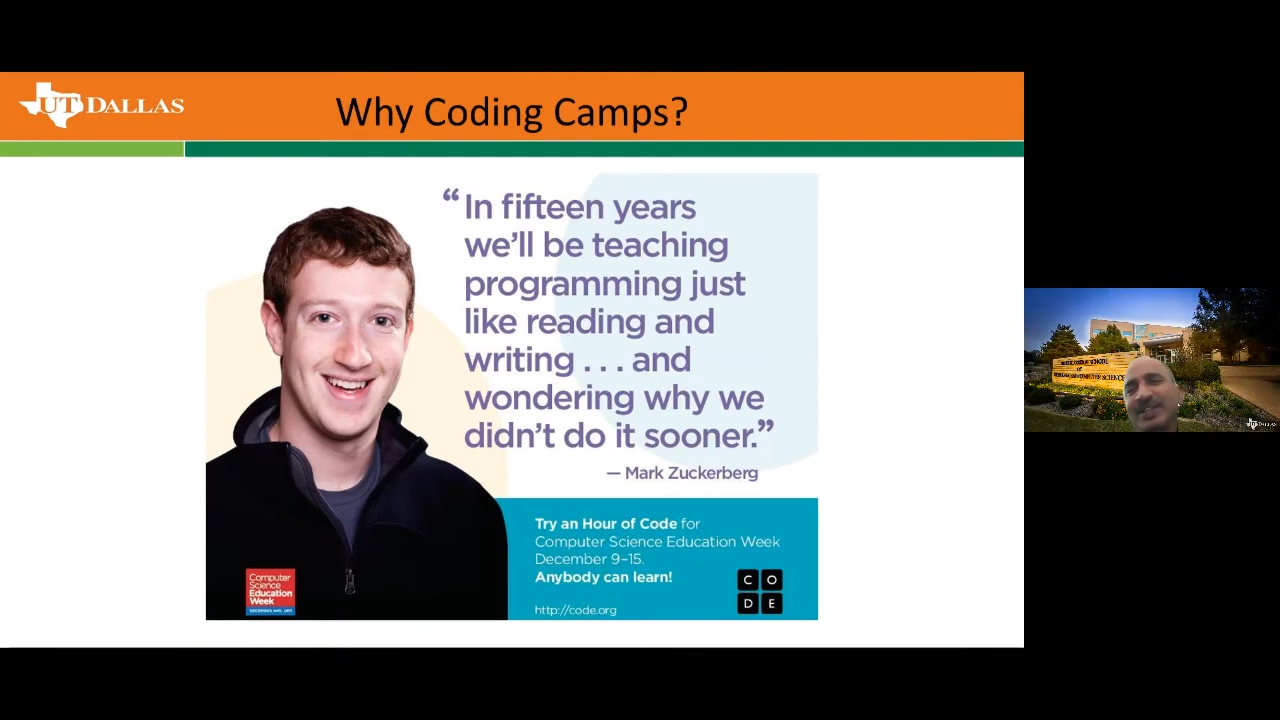 UT DALLAS
Why Coding Camps?
“In fifteen years
we’ll be teaching
programming just
like reading and
writing . . . and
wondering why we
didn’t do it sooner.”
— Mark Zuckerberg
Try an Hour of Code for
Computer Science Education Week
December 9–15.
Anybody can learn!
http://code.org
C O
D E
Computer
Science
Education
Week
UT DALLAS